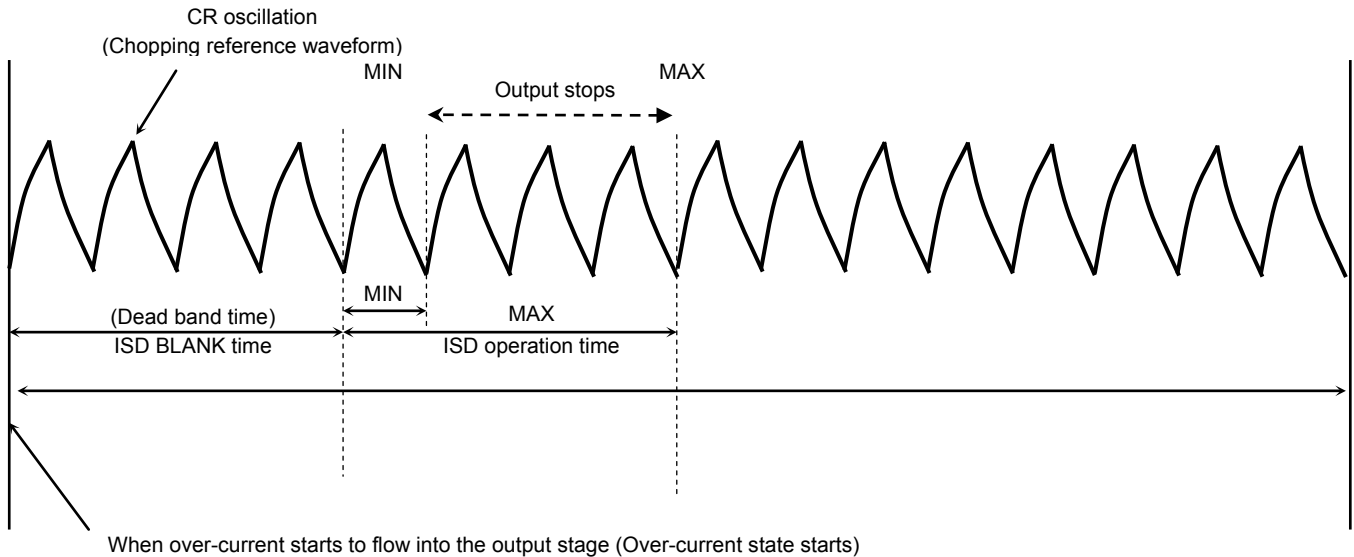 CR oscillation
(Chopping reference waveform)
MIN
MAX
Output stops
MIN
(Dead band time)
MAX
ISD BLANK time
ISD operation time
When over-current starts to flow into the output stage (Over-current state starts)